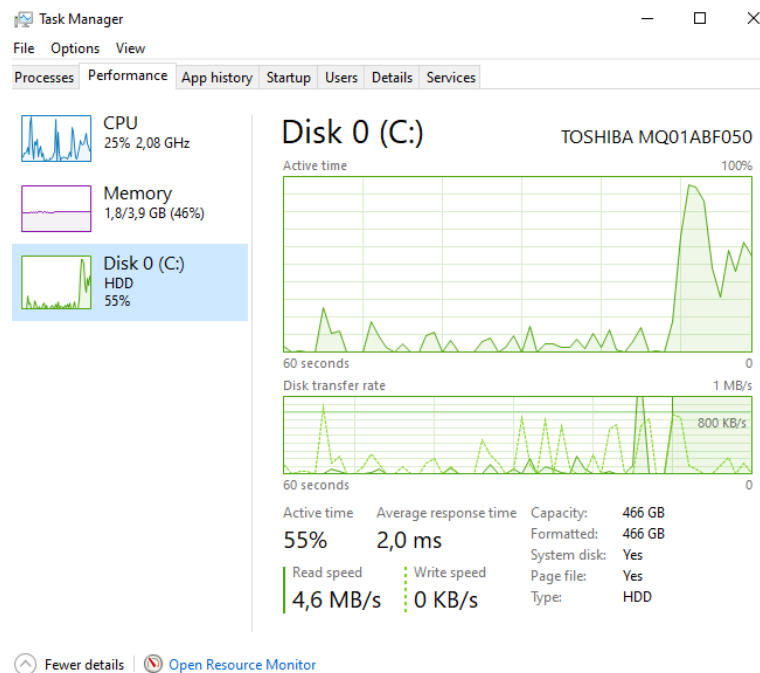 Task Manager
File Options View
Processes Performance App history Startup Users Details Services
CPU
25% 2,08 GHz
Memory
1,8/3,9 GB (46%)
Disk 0 (C:)
HDD
55%
Disk 0 (C:) TOSHIBA MQ01ABF050
Active time 100%
60 seconds 0
Disk transfer rate 1 MB/s
800 KB/s
60 seconds 0
Active time Average response time
55% 2,0 ms
Read speed Write speed
4,6 MB/s 0 KB/s
Capacity: 466 GB
Formatted: 466 GB
System disk: Yes
Page file: Yes
Type: HDD
Fewer details Open Resource Monitor